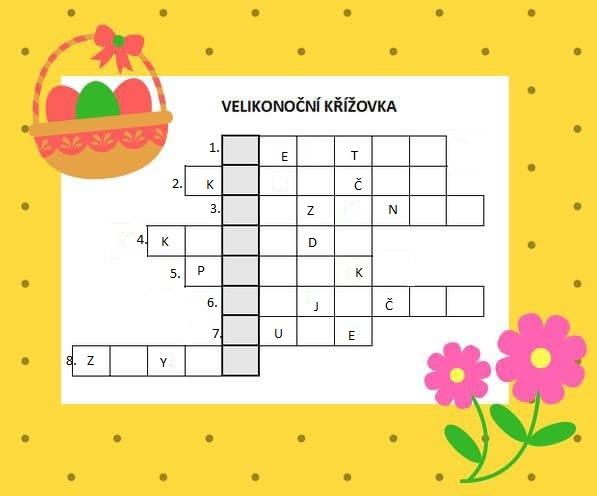 VELIKONOČNÍ KŘÍŽOVKA
1. E T
2. K Č
3. Z N
4. K D
5. P K
6. J Č
7. U E
8. Z Y